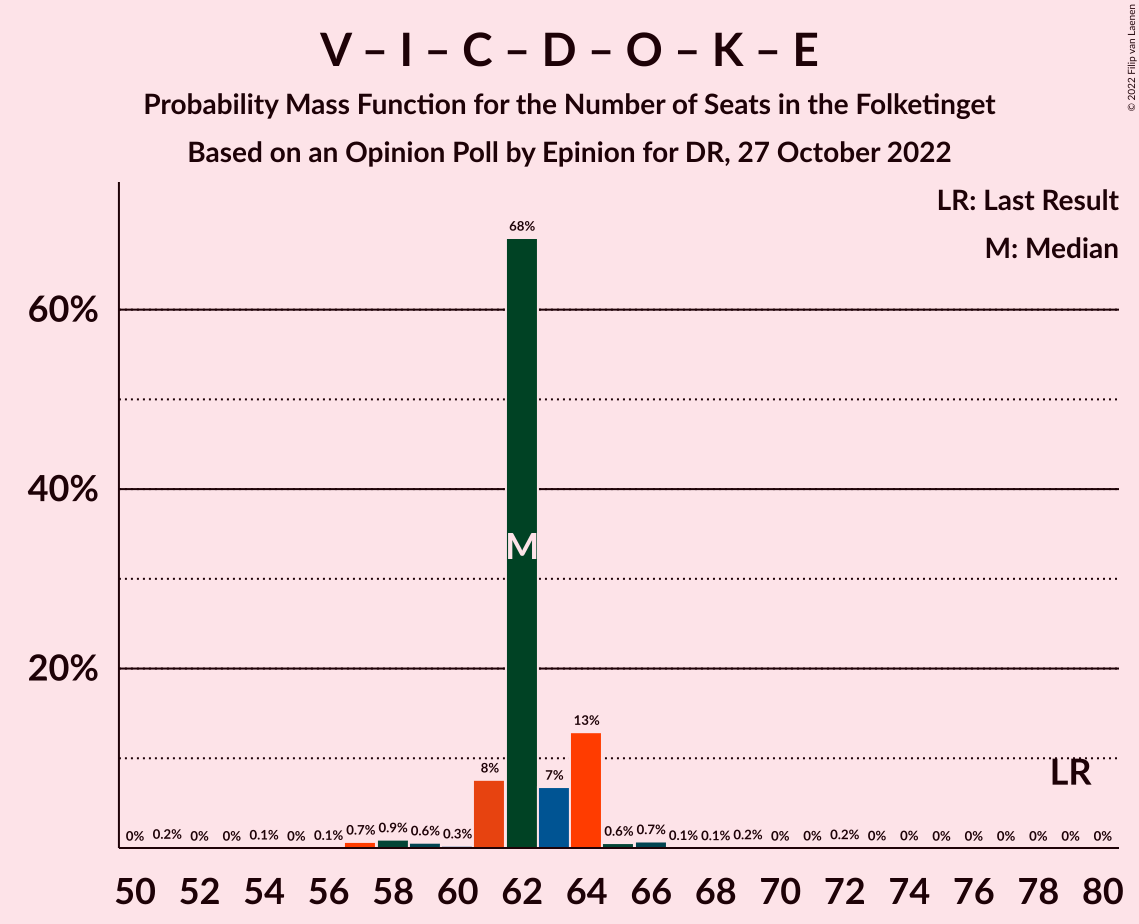 V – I – C – D – O – K – E
Probability Mass Function for the Number of Seats in the Folketinget
Based on an Opinion Poll by Epinion for DR, 27 October 2022
© 2022 Filip van Laenen
LR: Last Result
M: Median
60%
40%
20%
68%
M
13%
8%
7%
LR
0% 0.2% 0% 0% 0.1% 0% 0.1% 0.7% 0.9% 0.6% 0.3% 0.6% 0.7% 0.1% 0.1% 0.2% 0% 0% 0.2% 0% 0% 0% 0% 0% 0% 0% 0%
50 52 54 56 58 60 62 64 66 68 70 72 74 76 78 80